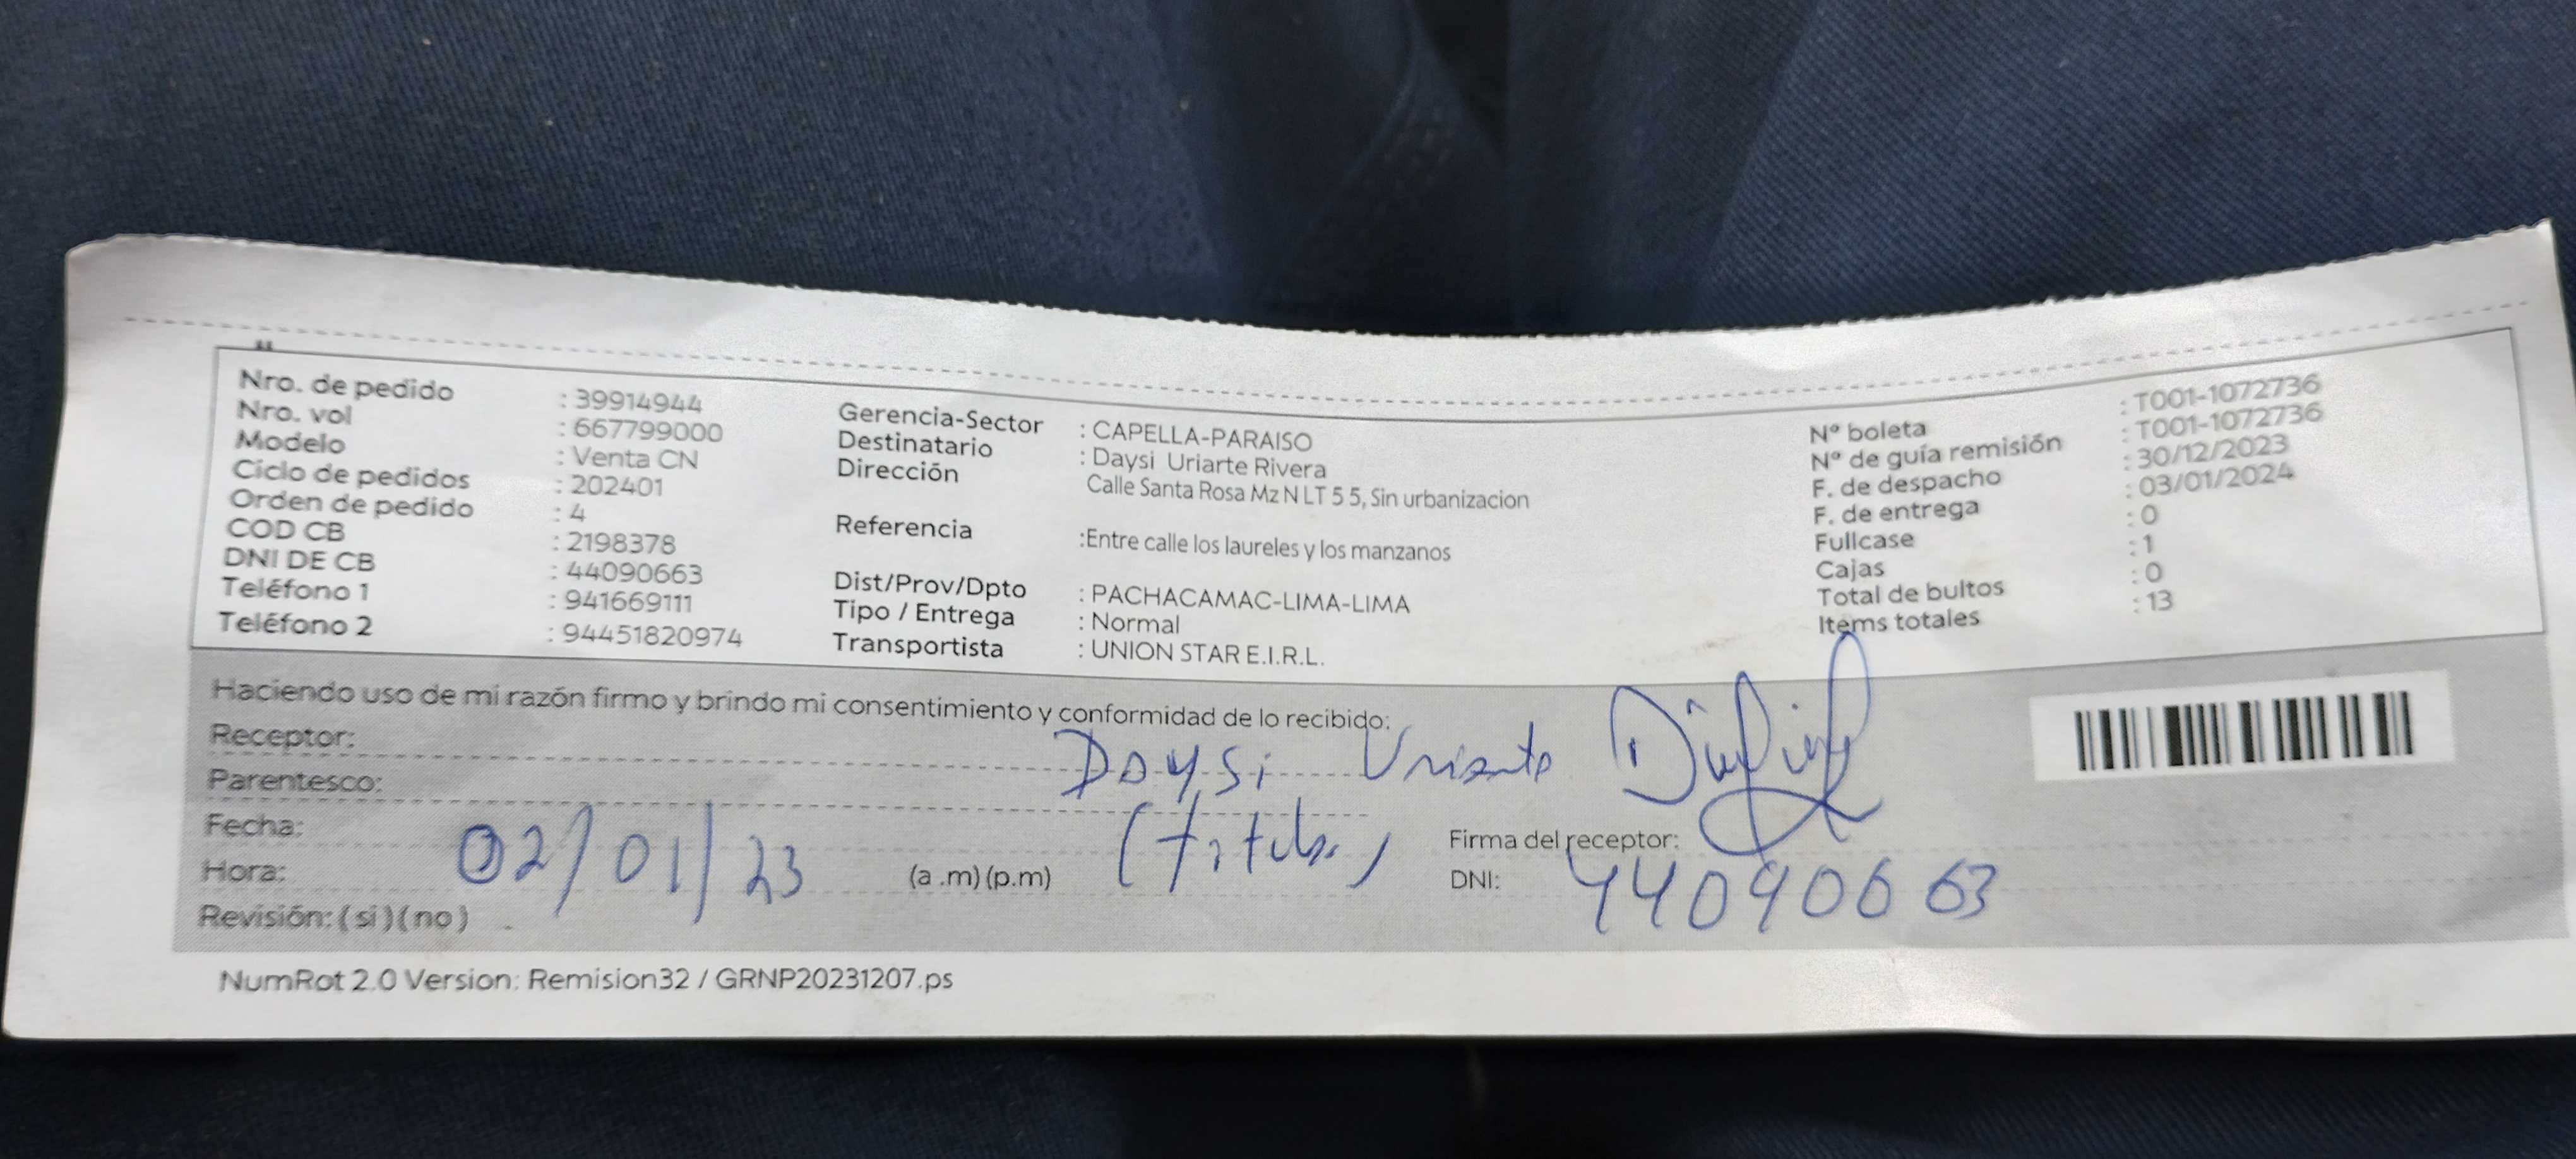 Nro. de pedido : 39914944
Nro. vol : 667799000
Modelo : Venta CN
Ciclo de pedidos : 202401
Orden de pedido : 4
COD CB : 2198378
DNI DE CB : 44090663
Teléfono 1 : 941669111
Teléfono 2 : 94451820974
Gerencia-Sector : CAPELLA-PARAISO
Destinatario : Daysi Uriarte Rivera
Dirección Calle Santa Rosa Mz N LT 5 5, Sin urbanizacion
Referencia :Entre calle los laureles y los manzanos
Dist/Prov/Dpto : PACHACAMAC-LIMA-LIMA
Tipo / Entrega : Normal
Transportista : UNION STAR E.I.R.L.
Nº boleta : T001-1072736
Nº de guía remisión : T001-1072736
F. de despacho : 30/12/2023
F. de entrega : 03/01/2024
Fullcase : 0
Cajas : 1
Total de bultos : 0
Items totales : 13
Haciendo uso de mi razón firmo y brindo mi consentimiento y conformidad de lo recibido:
Receptor: Daysi Uriarte
Parentesco: (titular)
Fecha: 02/01/23
Firma del receptor:
Hora: (a .m) (p.m)
DNI: 44090663
Revisión: ( si ) ( no )
NumRot 2.0 Version: Remision32 / GRNP20231207.ps